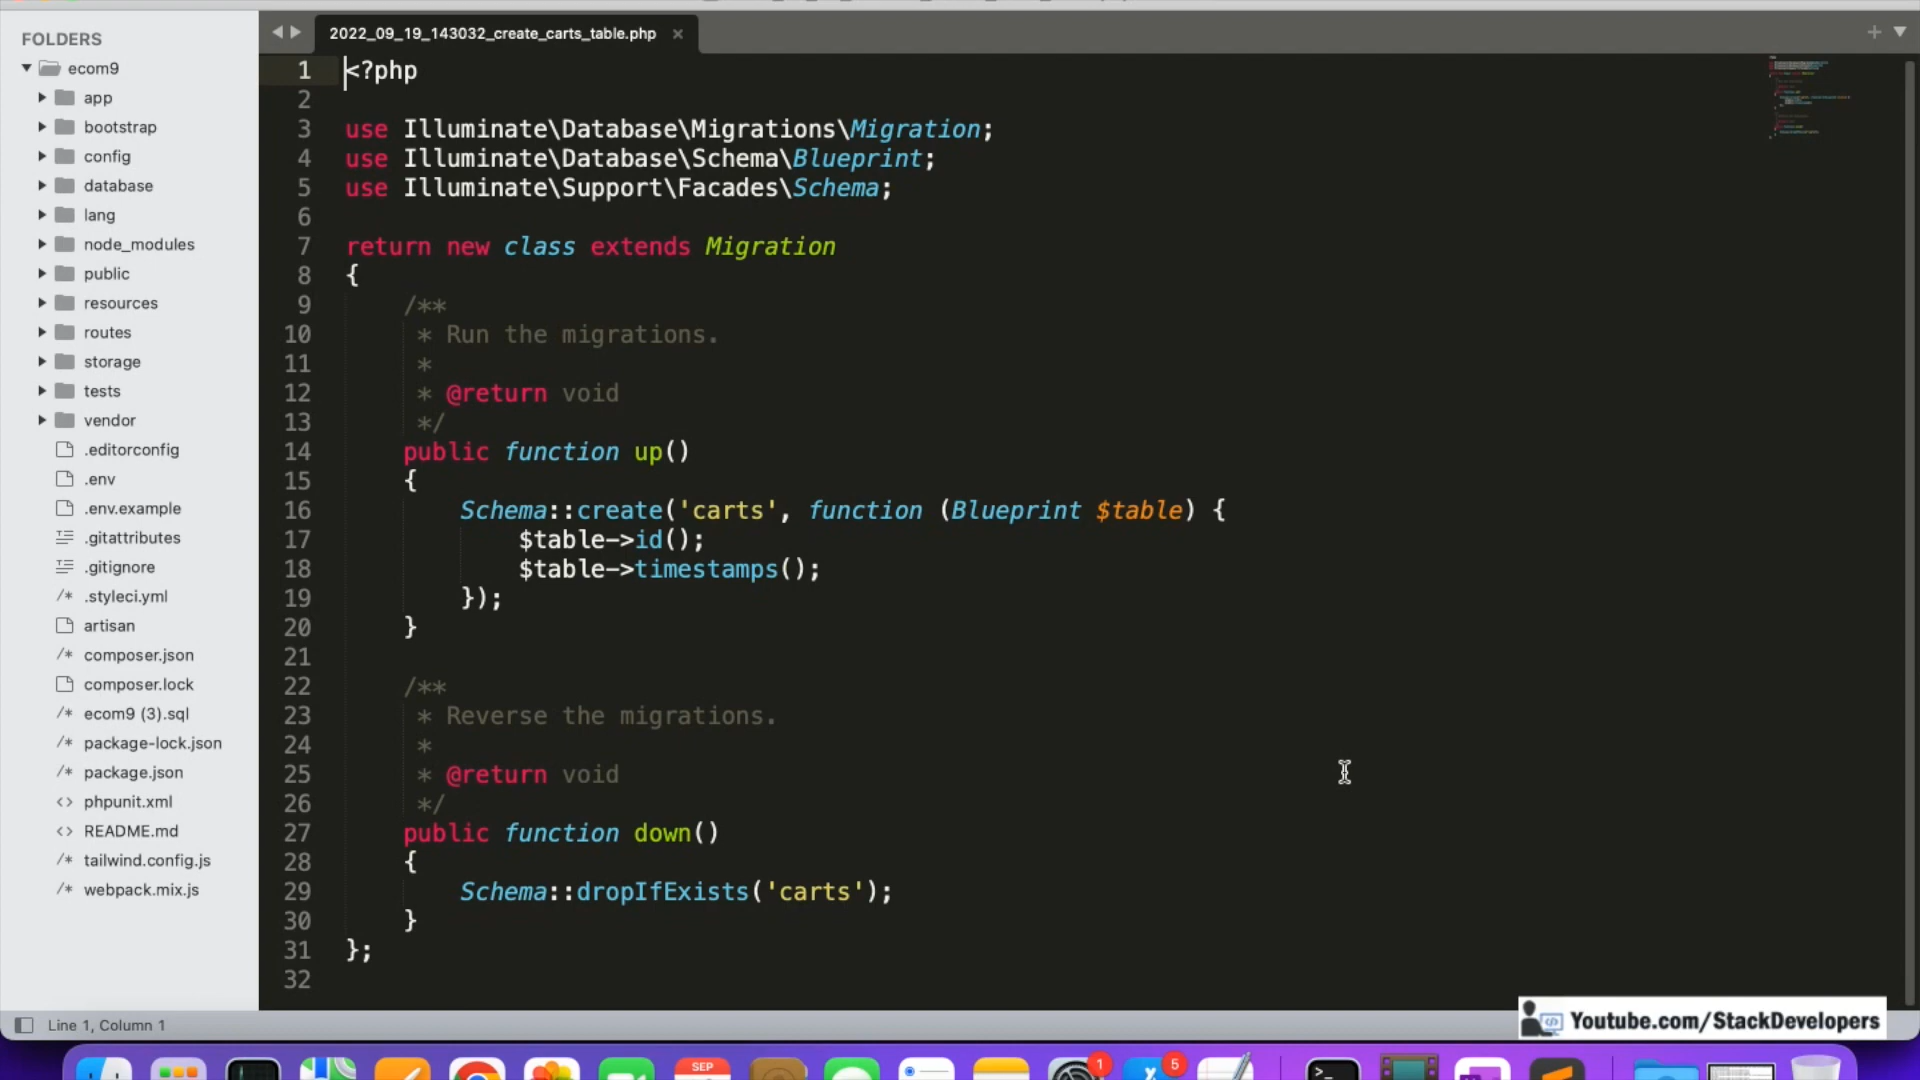 FOLDERS
ecom9
app
bootstrap
config
database
lang
node_modules
public
resources
routes
storage
tests
vendor
.editorconfig
.env
.env.example
.gitattributes
.gitignore
/* .styleci.yml
artisan
/* composer.json
composer.lock
/* ecom9 (3).sql
/* package-lock.json
/* package.json
<> phpunit.xml
<> README.md
/* tailwind.config.js
/* webpack.mix.js
2022_09_19_143032_create_carts_table.php
1 <?php
2
3 use Illuminate\Database\Migrations\Migration;
4 use Illuminate\Database\Schema\Blueprint;
5 use Illuminate\Support\Facades\Schema;
6
7 return new class extends Migration
8 {
9 /**
10 * Run the migrations.
11 *
12 * @return void
13 */
14 public function up()
15 {
16 Schema::create('carts', function (Blueprint $table) {
17 $table->id();
18 $table->timestamps();
19 });
20 }
21
22 /**
23 * Reverse the migrations.
24 *
25 * @return void
26 */
27 public function down()
28 {
29 Schema::dropIfExists('carts');
30 }
31 };
32
Line 1, Column 1
Youtube.com/StackDevelopers
SEP
1
5